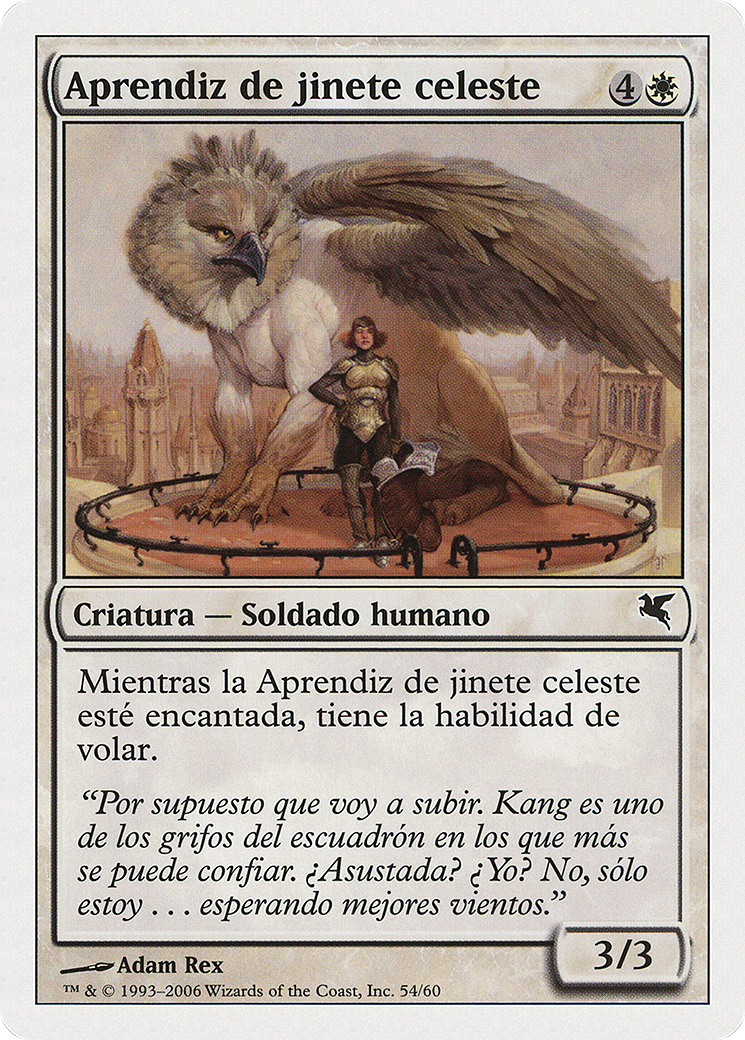 Aprendiz de jinete celeste 4
Criatura — Soldado humano
Mientras la Aprendiz de jinete celeste
esté encantada, tiene la habilidad de
volar.
“Por supuesto que voy a subir. Kang es uno
de los grifos del escuadrón en los que más
se puede confiar. ¿Asustada? ¿Yo? No, sólo
estoy . . . esperando mejores vientos.”
3/3
Adam Rex
™ & © 1993–2006 Wizards of the Coast, Inc. 54/60